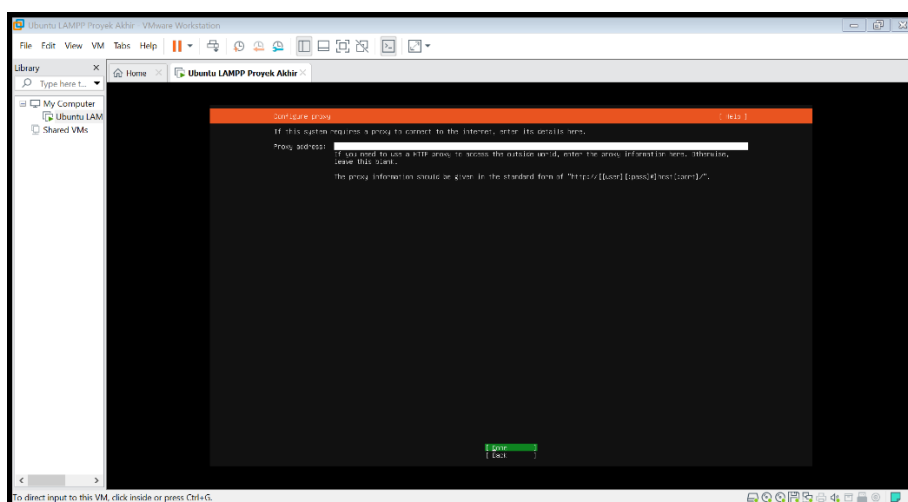 Ubuntu LAMPP Proyek Akhir - VMware Workstation
File Edit View VM Tabs Help
Library
Home
Ubuntu LAMPP Proyek Akhir
Type here t...
My Computer
Ubuntu LAM
Shared VMs
Configure proxy [ Help ]
If this system requires a proxy to connect to the internet, enter its details here.
Proxy address:
If you need to use a HTTP proxy to access the outside world, enter the proxy information here. Otherwise,
leave this blank.
The proxy information should be given in the standard form of "http://[[user][:pass]@]host[:port]/".
[ Done ]
[ Back ]
To direct input to this VM, click inside or press Ctrl+G.